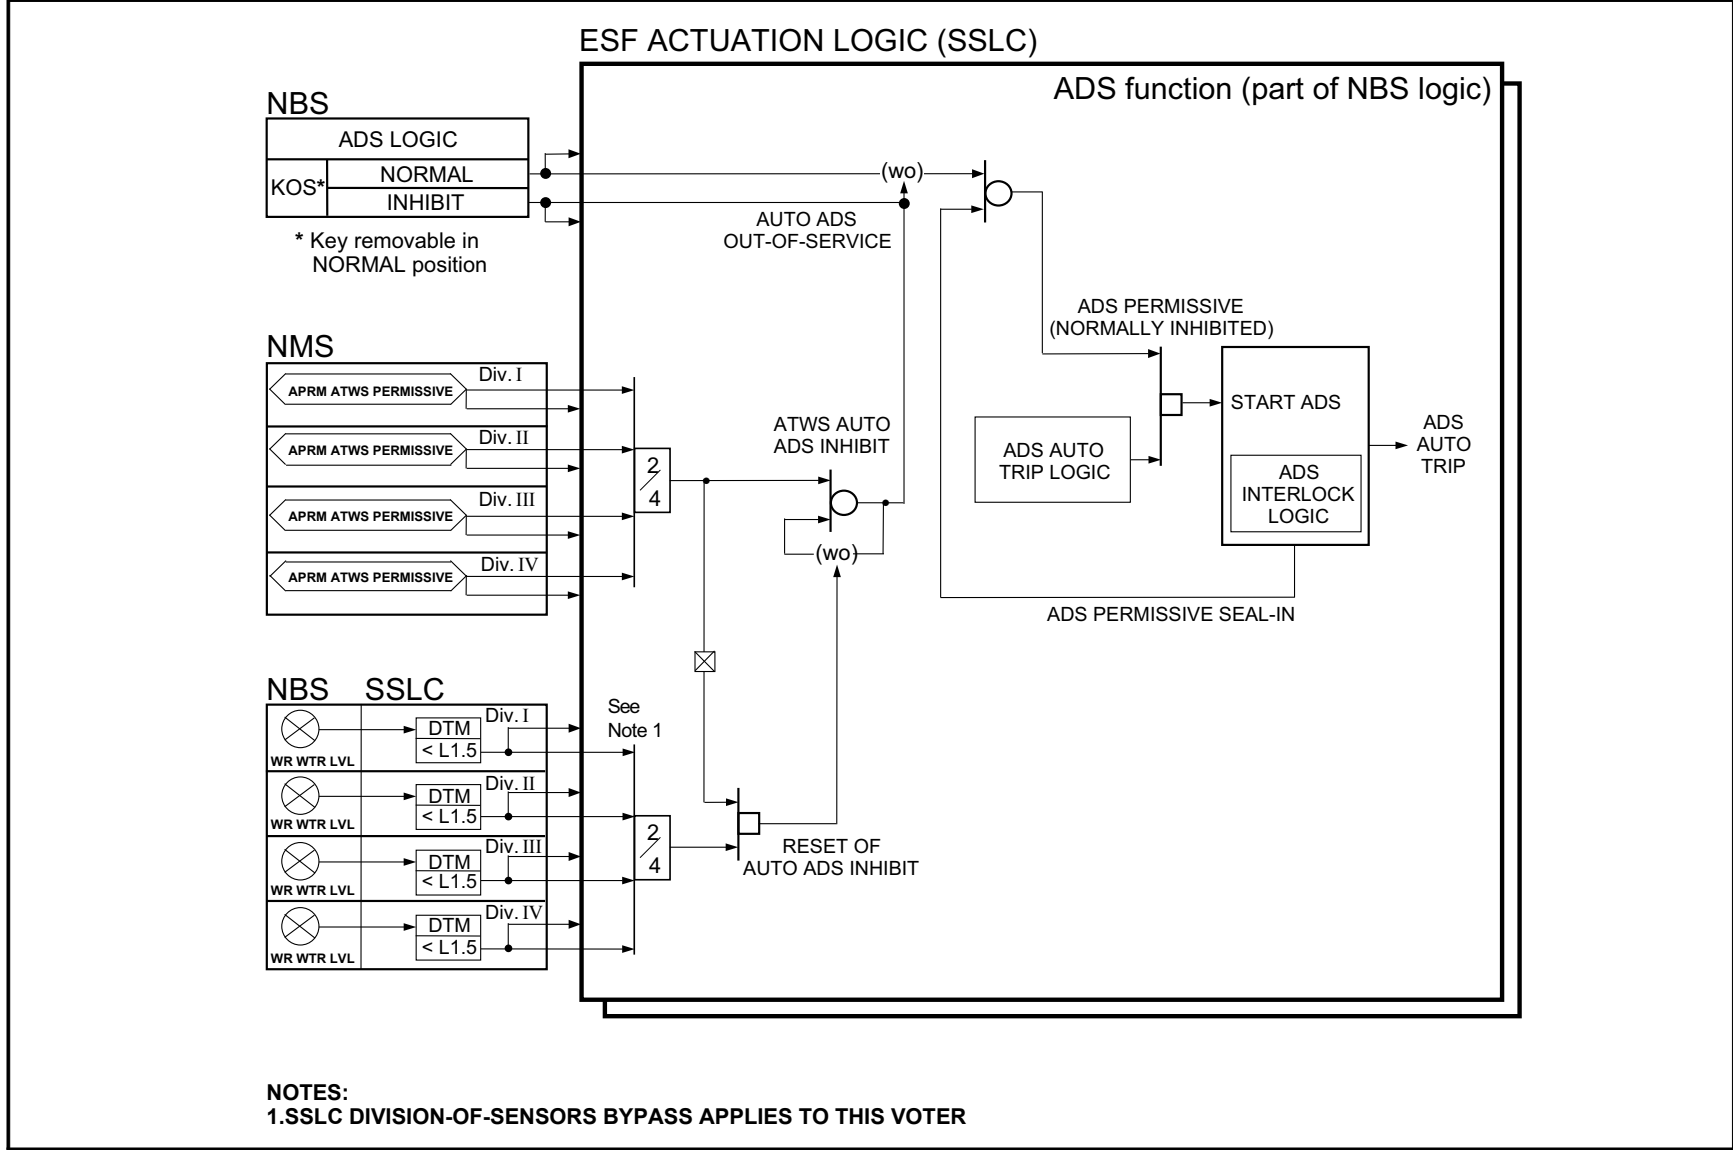 ESF ACTUATION LOGIC (SSLC)
ADS function (part of NBS logic)
NBS
ADS LOGIC
KOS*
NORMAL
INHIBIT
* Key removable in
NORMAL position
(wo)
AUTO ADS
OUT-OF-SERVICE
ADS PERMISSIVE
(NORMALLY INHIBITED)
NMS
APRM ATWS PERMISSIVE
Div. I
APRM ATWS PERMISSIVE
Div. II
APRM ATWS PERMISSIVE
Div. III
APRM ATWS PERMISSIVE
Div. IV
2/4
ATWS AUTO
ADS INHIBIT
(wo)
ADS AUTO
TRIP LOGIC
START ADS
ADS
INTERLOCK
LOGIC
ADS
AUTO
TRIP
ADS PERMISSIVE SEAL-IN
NBS SSLC
WR WTR LVL
DTM
< L1.5
Div. I
WR WTR LVL
DTM
< L1.5
Div. II
WR WTR LVL
DTM
< L1.5
Div. III
WR WTR LVL
DTM
< L1.5
Div. IV
See
Note 1
2/4
RESET OF
AUTO ADS INHIBIT
NOTES:
1.SSLC DIVISION-OF-SENSORS BYPASS APPLIES TO THIS VOTER